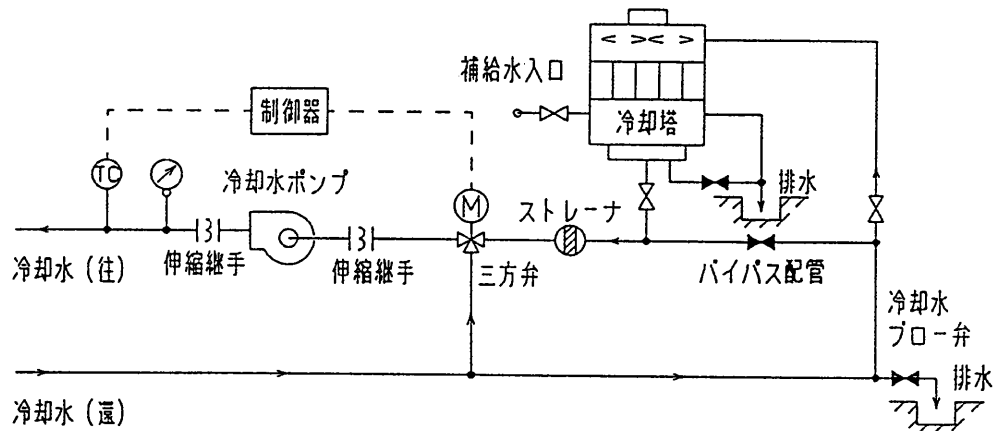 補給水入口
制御器
冷却塔
TC
冷却水ポンプ
M
ストレーナ
排水
冷却水(往)
伸縮継手
伸縮継手
三方弁
バイパス配管
冷却水
ブロー弁
排水
冷却水(還)